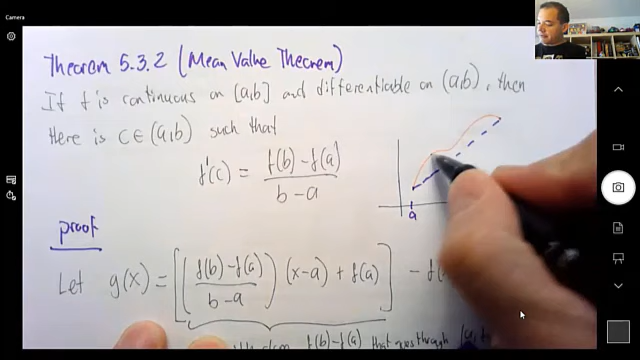 Camera
Theorem 5.3.2 (Mean Value Theorem)
If f is continuous on [a,b] and differentiable on (a,b), then
there is c∈(a,b) such that
f'(c) = f(b) - f(a) / b - a
a
proof
Let g(x) = [(f(b) - f(a) / b - a) (x-a) + f(a)] - f(
f(b) - f(a) that goes through (a,